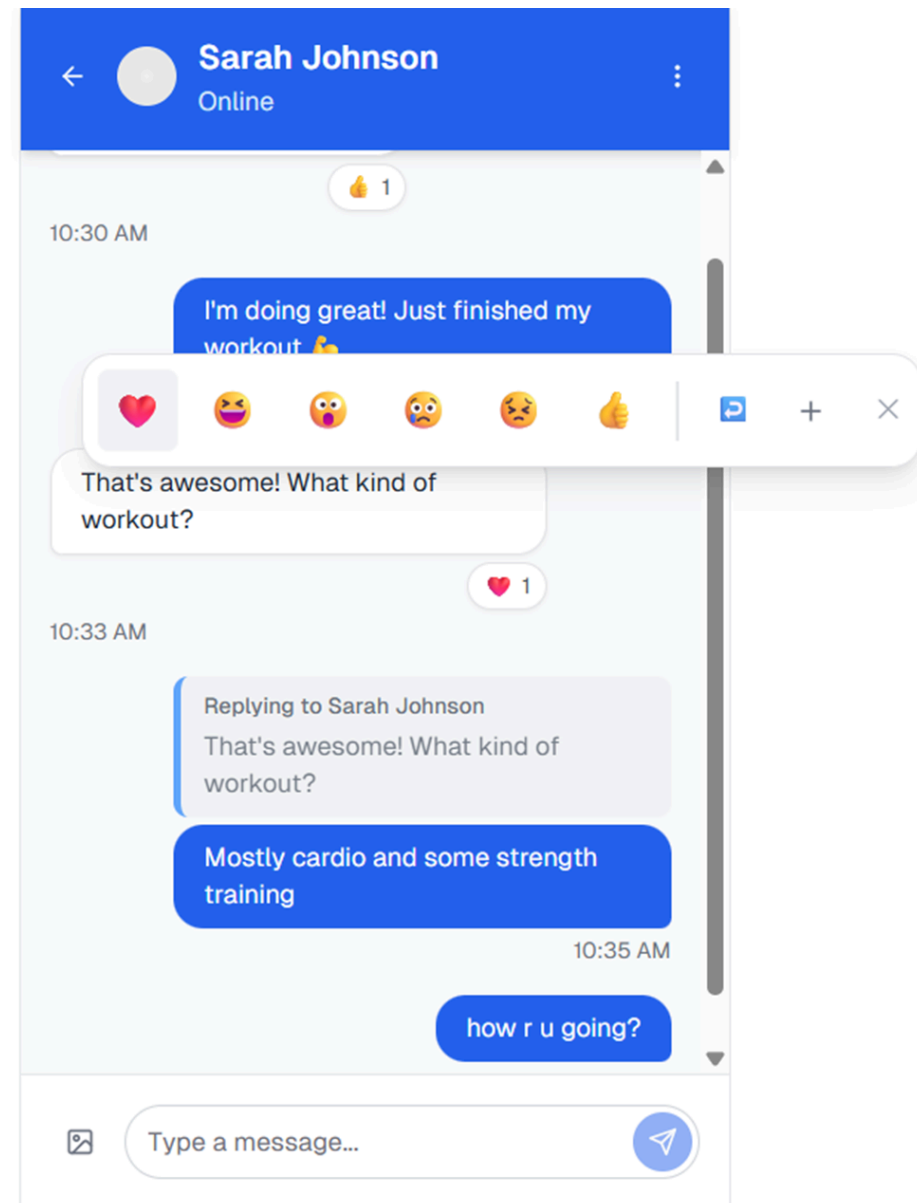 Sarah Johnson
Online
👍 1
10:30 AM
I'm doing great! Just finished my
workout 💪
That's awesome! What kind of
workout?
❤️ 1
10:33 AM
Replying to Sarah Johnson
That's awesome! What kind of
workout?
Mostly cardio and some strength
training
10:35 AM
how r u going?
Type a message...